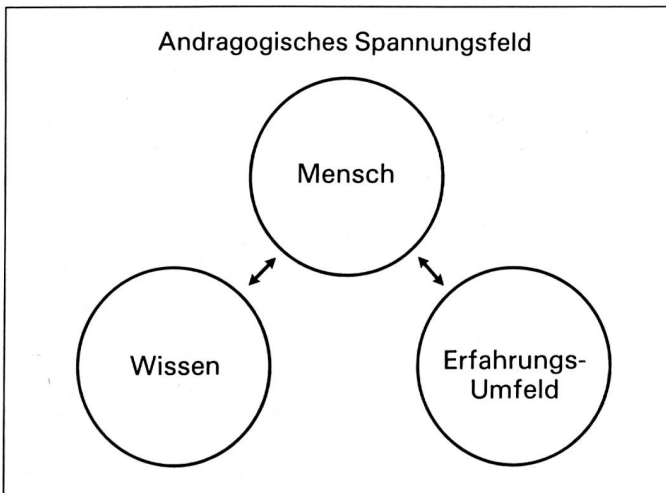 Andragogisches Spannungsfeld
Mensch
Wissen
Erfahrungs-
Umfeld